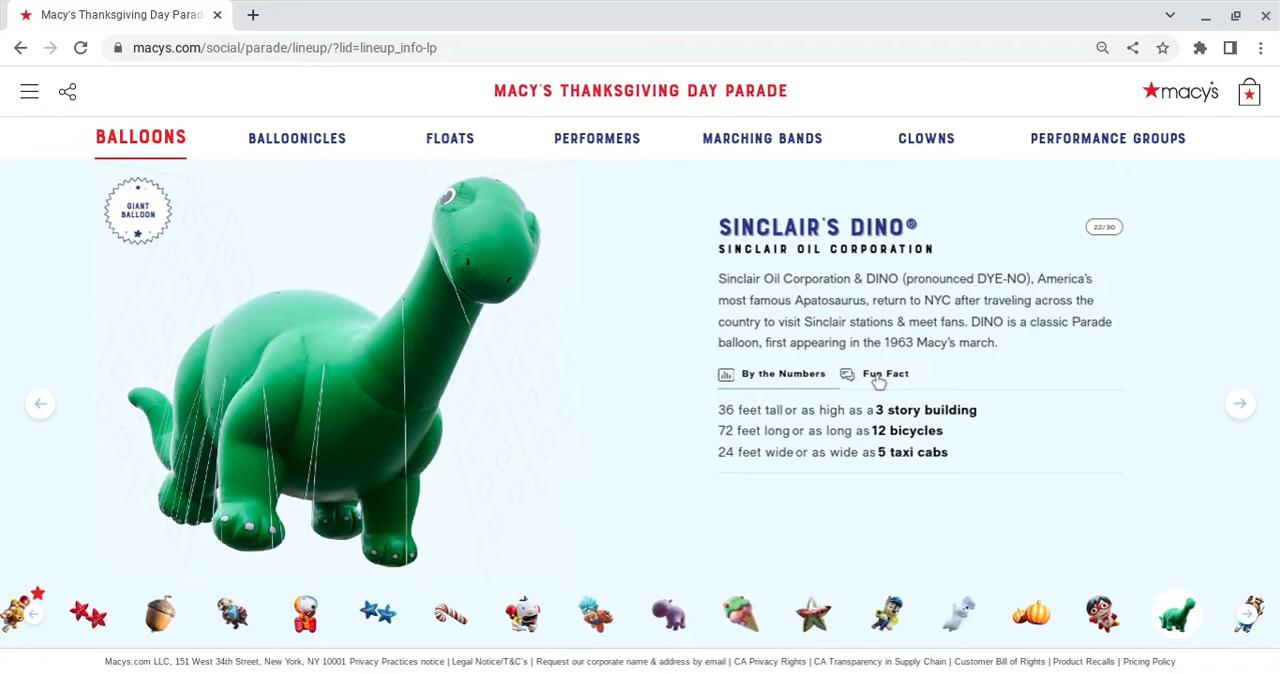 Macy's Thanksgiving Day Parad
macys.com/social/parade/lineup/?lid=lineup_info-lp
MACY'S THANKSGIVING DAY PARADE
macy's
BALLOONS BALLOONICLES FLOATS PERFORMERS MARCHING BANDS CLOWNS PERFORMANCE GROUPS
GIANT
BALLOON
SINCLAIR'S DINO®
22/30
SINCLAIR OIL CORPORATION
Sinclair Oil Corporation & DINO (pronounced DYE-NO), America's
most famous Apatosaurus, return to NYC after traveling across the
country to visit Sinclair stations & meet fans. DINO is a classic Parade
balloon, first appearing in the 1963 Macy's march.
By the Numbers Fun Fact
36 feet tall or as high as a 3 story building
72 feet long or as long as 12 bicycles
24 feet wide or as wide as 5 taxi cabs
Macys.com LLC, 151 West 34th Street, New York, NY 10001 Privacy Practices notice | Legal Notice/T&C's | Request our corporate name & address by email | CA Privacy Rights | CA Transparency in Supply Chain | Customer Bill of Rights | Product Recalls | Pricing Policy